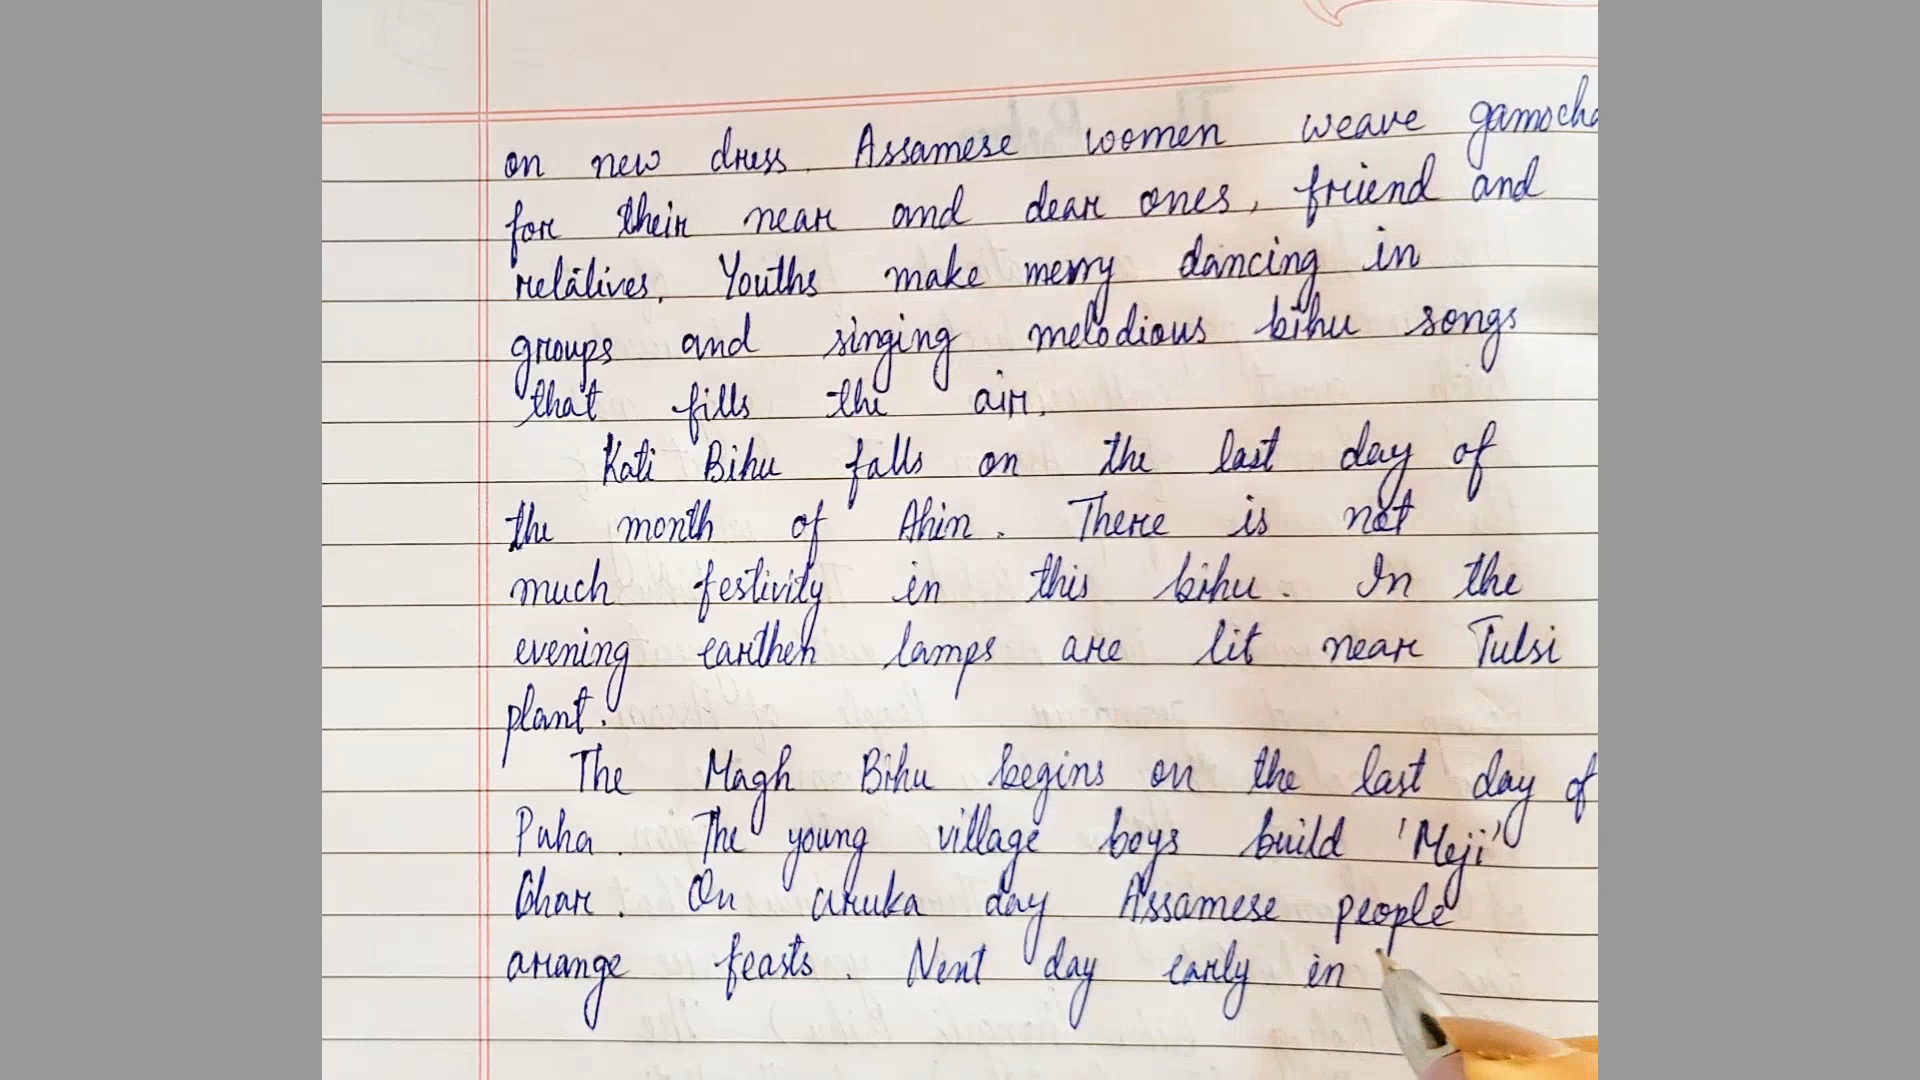 on new dress. Assamese women weave gamocha
for their near and dear ones, friend and
relatives. Youths make merry dancing in
groups and singing melodious bihu songs
that fills the air.
Kati Bihu falls on the last day of
the month of Ahin. There is not
much festivity in this bihu. In the
evening earthen lamps are lit near Tulsi
plant.
The Magh Bihu begins on the last day of
Puha. The young village boys build 'Meji'
Ghar. On uruka day Assamese people
arange feasts. Next day early in